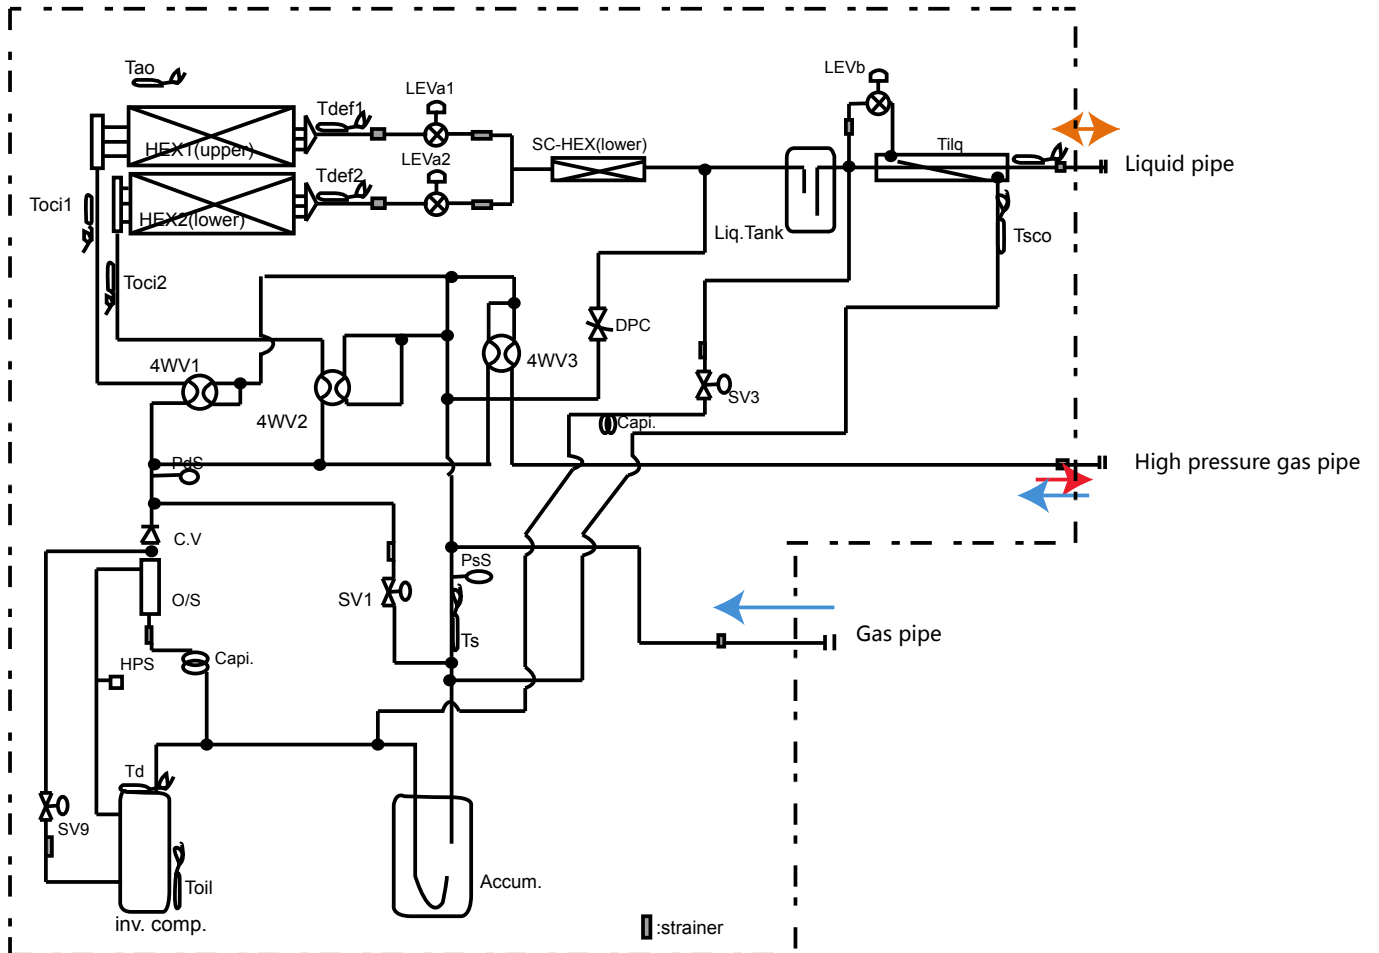 Tao
LEVa1
LEVb
Tdef1
HEX1(upper)
SC-HEX(lower)
Tilq
Liquid pipe
LEVa2
Tdef2
Toci1
HEX2(lower)
Liq.Tank
Tsco
Toci2
DPC
4WV1
4WV3
4WV2
SV3
Capi.
PdS
High pressure gas pipe
C.V
PsS
O/S
SV1
Ts
Gas pipe
HPS
Capi.
Td
SV9
Toil
Accum.
inv. comp.
:strainer